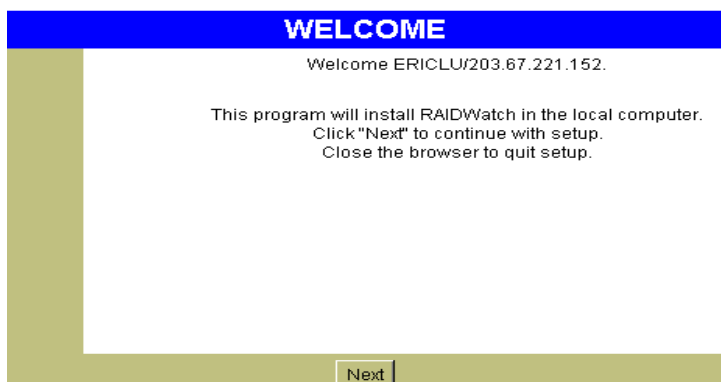 WELCOME
Welcome ERICLU/203.67.221.152.
This program will install RAIDWatch in the local computer.
Click "Next" to continue with setup.
Close the browser to quit setup.
Next